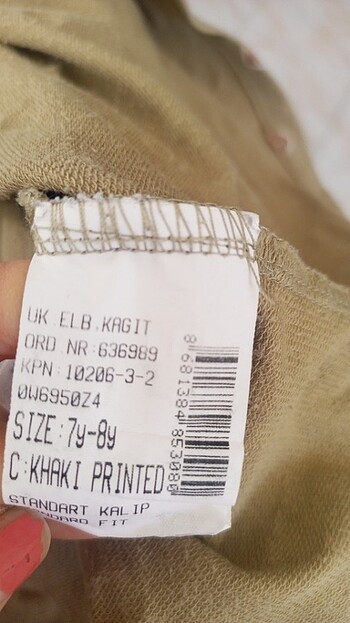 UK ELB.KAGIT
ORD.NR:636989
KPN:10206-3-2
0W6950Z4
SIZE:7y-8y
C:KHAKI PRINTED
STANDART KALIP
FIT
8681384853080